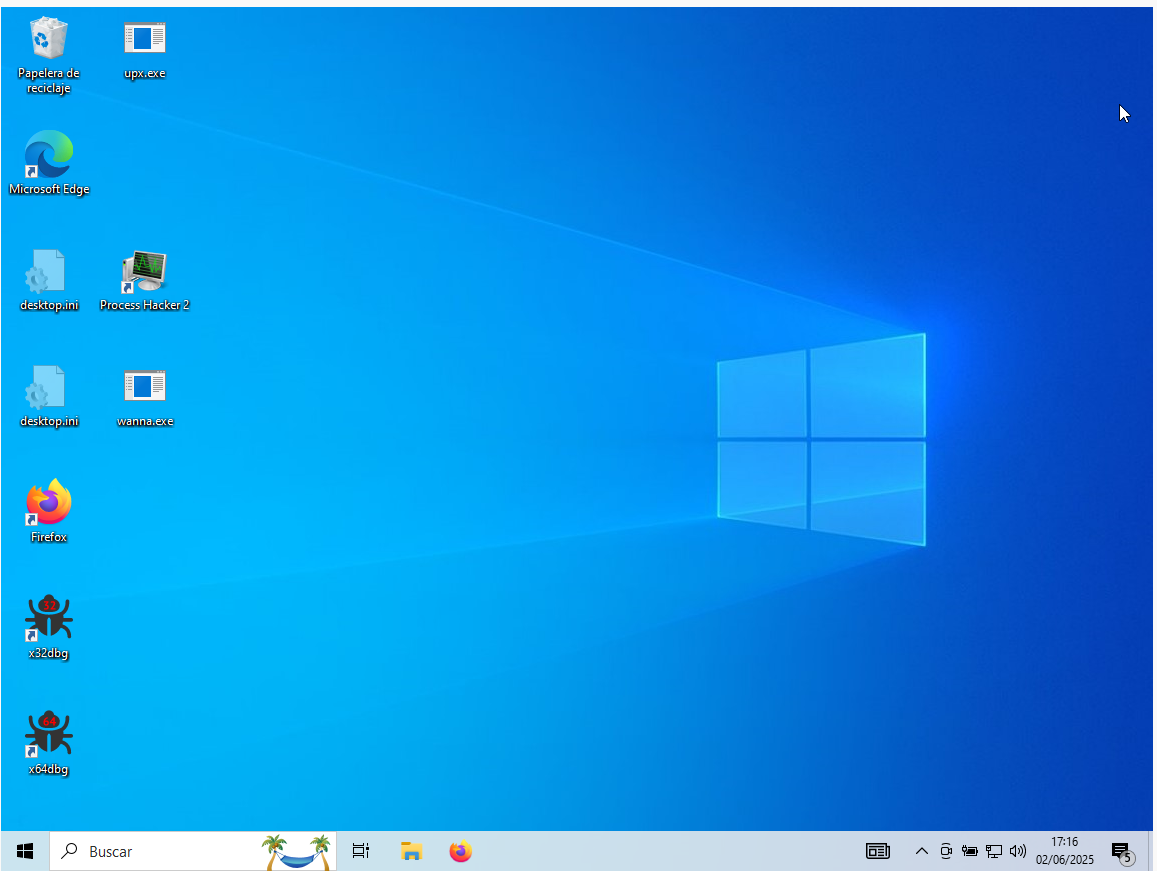 Papelera de
reciclaje
upx.exe
Microsoft Edge
desktop.ini
Process Hacker 2
desktop.ini
wanna.exe
Firefox
32
x32dbg
64
x64dbg
Buscar
17:16
02/06/2025
5